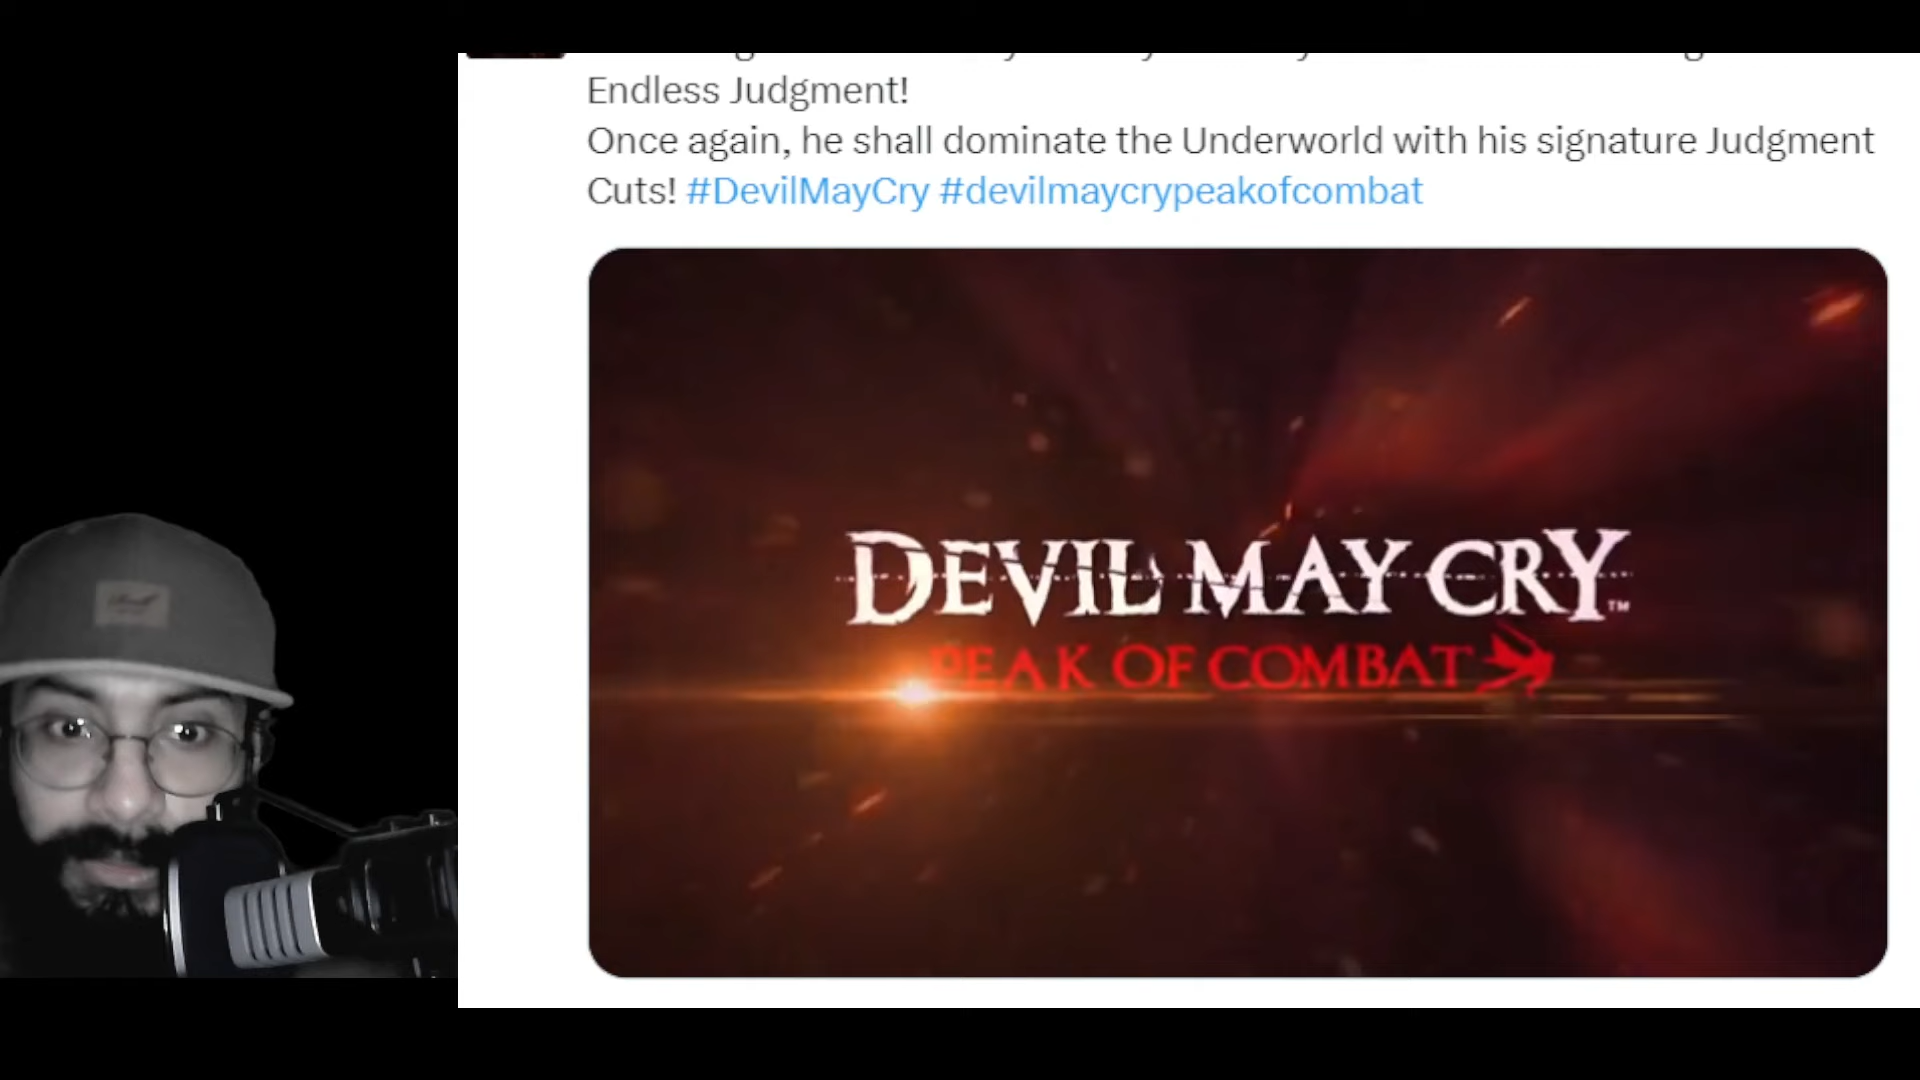 Endless Judgment!
Once again, he shall dominate the Underworld with his signature Judgment
Cuts! #DevilMayCry #devilmaycrypeakofcombat
DEVIL MAY CRY™
PEAK OF COMBAT